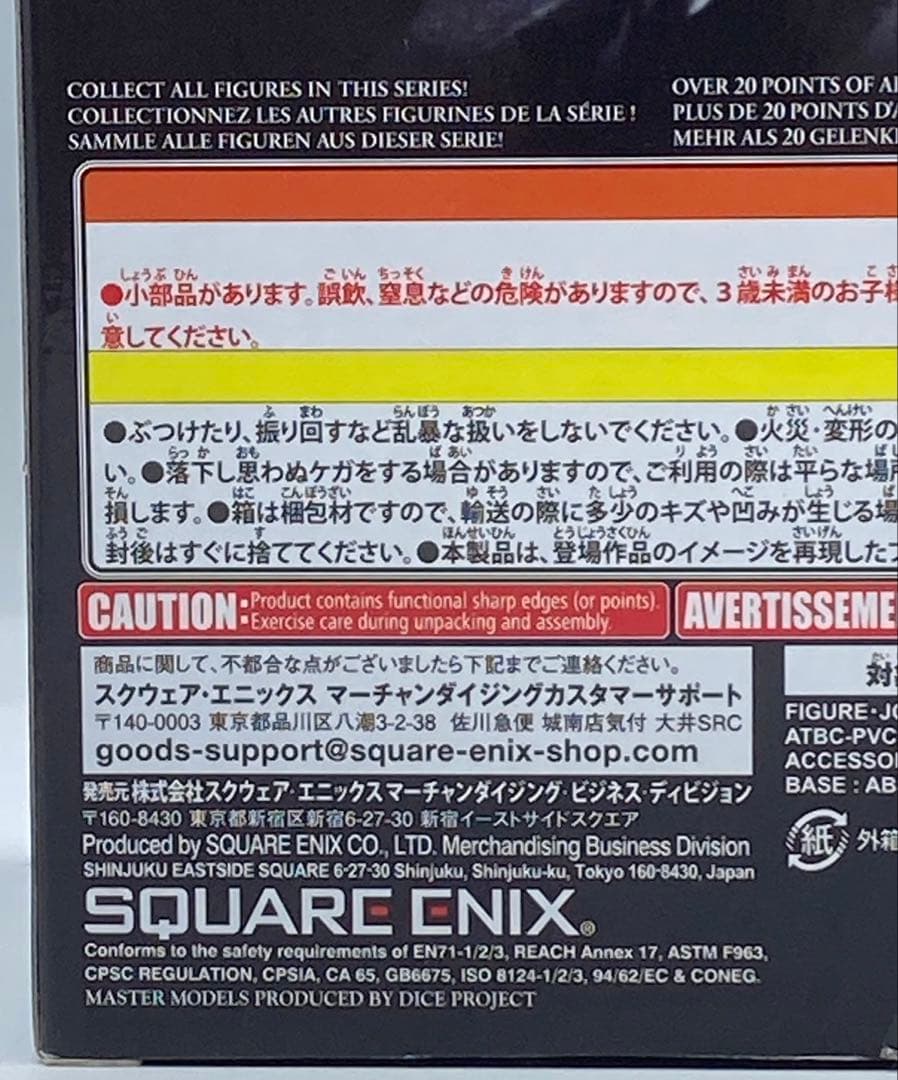 COLLECT ALL FIGURES IN THIS SERIES!
COLLECTIONNEZ LES AUTRES FIGURINES DE LA SÉRIE !
SAMMLE ALLE FIGUREN AUS DIESER SERIE!
OVER 20 POINTS OF
PLUS DE 20 POINTS
MEHR ALS 20
●小部品があります。誤飲、窒息などの危険がありますので、3歳未満のお子様
意してください。
●ぶつけたり、振り回すなど乱暴な扱いをしないでください。●火災・変形の
い。●落下し思わぬケガをする場合がありますので、ご利用の際は平らな場所
損します。●箱は梱包材ですので、輸送の際に多少のキズや凹みが生じる場
封後はすぐに捨ててください。●本製品は、登場作品のイメージを再現した
CAUTION: Product contains functional sharp edges (or points).
Exercise care during unpacking and assembly.
商品に関して、不都合な点がございましたら下記までご連絡ください。
スクウェア・エニックス マーチャンダイジングカスタマーサポート
〒140-0003 東京都品川区八潮3-2-38 佐川急便 城南店気付 大井SRC
goods-support@square-enix-shop.com
FIGURE・
ATBC-PVC
BASE : 
紙 外箱
発売元 株式会社スクウェア・エニックス マーチャンダイジング・ビジネス・ディビジョン
〒160-8430 東京都新宿区新宿6-27-30 新宿イーストサイドスクエア
Produced by SQUARE ENIX CO., LTD. Merchandising Business Division
SHINJUKU EASTSIDE SQUARE 6-27-30 Shinjuku, Shinjuku-ku, Tokyo 160-8430, Japan
SQUARE ENIX®
Conforms to the safety requirements of EN71-1/2/3, REACH Annex 17, ASTM F963,
CPSC REGULATION, CPSIA, CA 65, GB6675, ISO 8124-1/2/3, 94/62/EC & CONEG.
MASTER MODELS PRODUCED BY DICE PROJECT